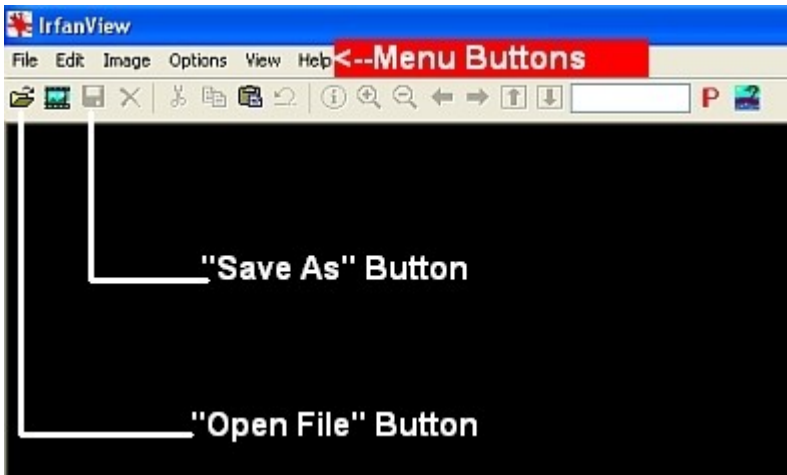 IrfanView
File Edit Image Options View Help <--Menu Buttons
P
"Save As" Button
"Open File" Button